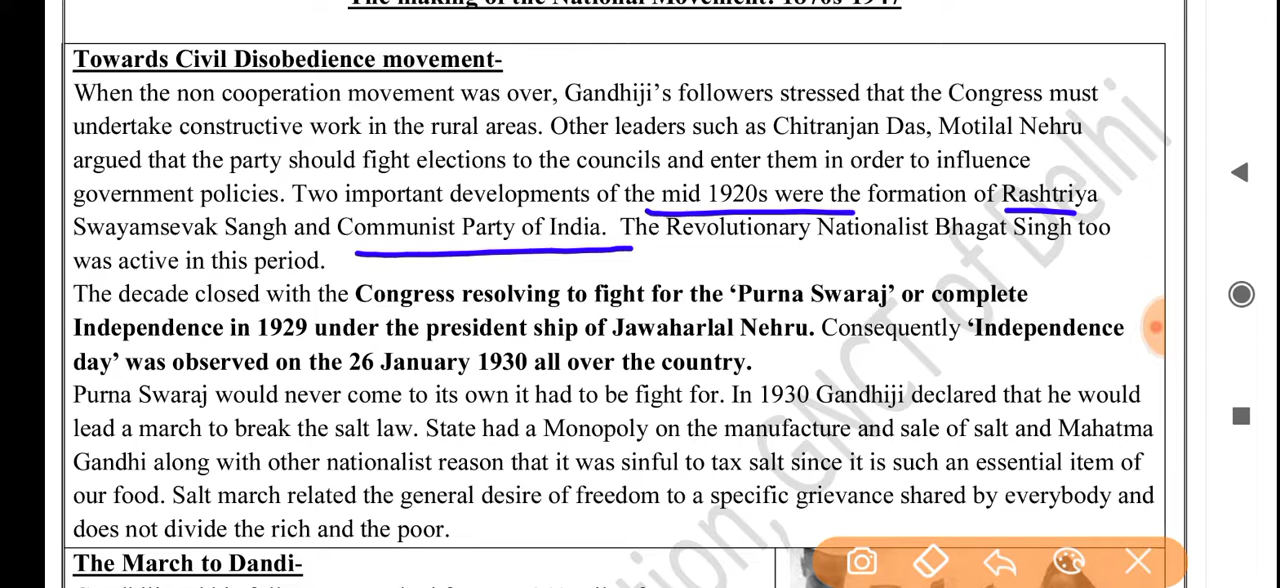 The making of the National Movement: 1870s-1947
Towards Civil Disobedience movement-
When the non cooperation movement was over, Gandhiji’s followers stressed that the Congress must
undertake constructive work in the rural areas. Other leaders such as Chitranjan Das, Motilal Nehru
argued that the party should fight elections to the councils and enter them in order to influence
government policies. Two important developments of the mid 1920s were the formation of Rashtriya
Swayamsevak Sangh and Communist Party of India. The Revolutionary Nationalist Bhagat Singh too
was active in this period.
The decade closed with the Congress resolving to fight for the ‘Purna Swaraj’ or complete
Independence in 1929 under the president ship of Jawaharlal Nehru. Consequently ‘Independence
day’ was observed on the 26 January 1930 all over the country.
Purna Swaraj would never come to its own it had to be fight for. In 1930 Gandhiji declared that he would
lead a march to break the salt law. State had a Monopoly on the manufacture and sale of salt and Mahatma
Gandhi along with other nationalist reason that it was sinful to tax salt since it is such an essential item of
our food. Salt march related the general desire of freedom to a specific grievance shared by everybody and
does not divide the rich and the poor.
The March to Dandi-
GNCT of Delhi